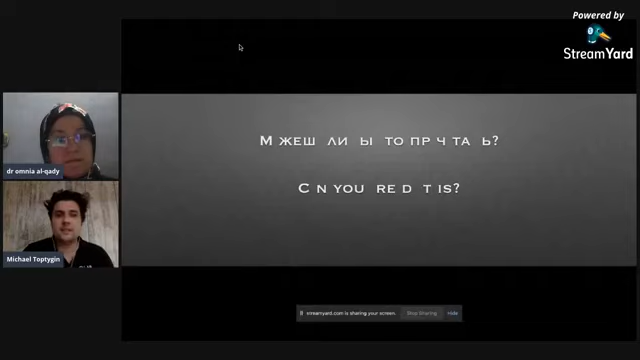 Powered by
StreamYard
М ЖЕШ ЛИ Ы ТО ПР Ч ТА Ь?
C N YOU RE D T IS?
dr omnia al-qady
Michael Toptygin
streamyard.com is sharing your screen. Stop Sharing Hide